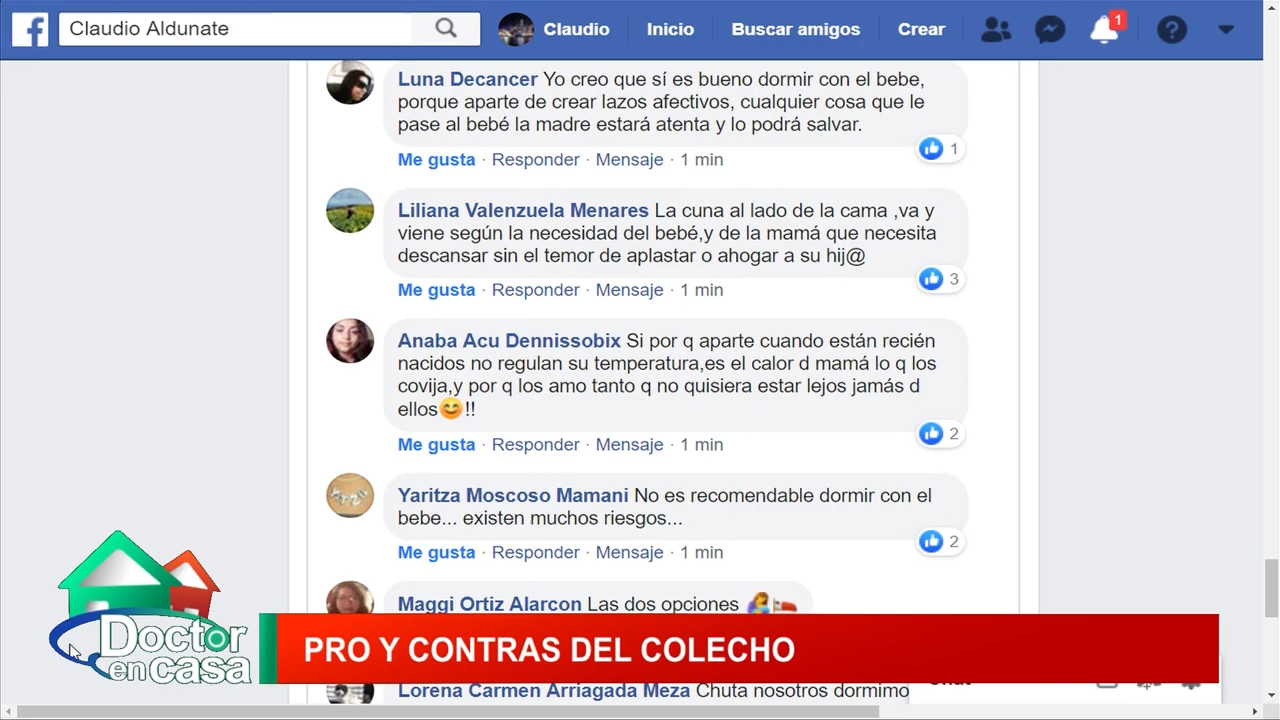 Claudio Aldunate
Claudio Inicio Buscar amigos Crear 1
Luna Decancer Yo creo que sí es bueno dormir con el bebe,
porque aparte de crear lazos afectivos, cualquier cosa que le
pase al bebé la madre estará atenta y lo podrá salvar.
1
Me gusta · Responder · Mensaje · 1 min
Liliana Valenzuela Menares La cuna al lado de la cama ,va y
viene según la necesidad del bebé,y de la mamá que necesita
descansar sin el temor de aplastar o ahogar a su hij@
3
Me gusta · Responder · Mensaje · 1 min
Anaba Acu Dennissobix Si por q aparte cuando están recién
nacidos no regulan su temperatura,es el calor d mamá lo q los
covija,y por q los amo tanto q no quisiera estar lejos jamás d
ellos😊!!
2
Me gusta · Responder · Mensaje · 1 min
Yaritza Moscoso Mamani No es recomendable dormir con el
bebe... existen muchos riesgos...
2
Me gusta · Responder · Mensaje · 1 min
Maggi Ortiz Alarcon Las dos opciones
Doctor
en casa
PRO Y CONTRAS DEL COLECHO
Lorena Carmen Arriagada Meza Chuta nosotros dormimo